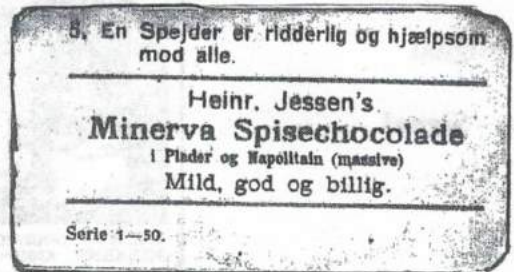 5. En Spejder er ridderlig og hjælpsom
mod alle.
Heinr. Jessen's
Minerva Spisechocolade
i Plader og Napolitain (massive)
Mild, god og billig.
Serie 1—50.